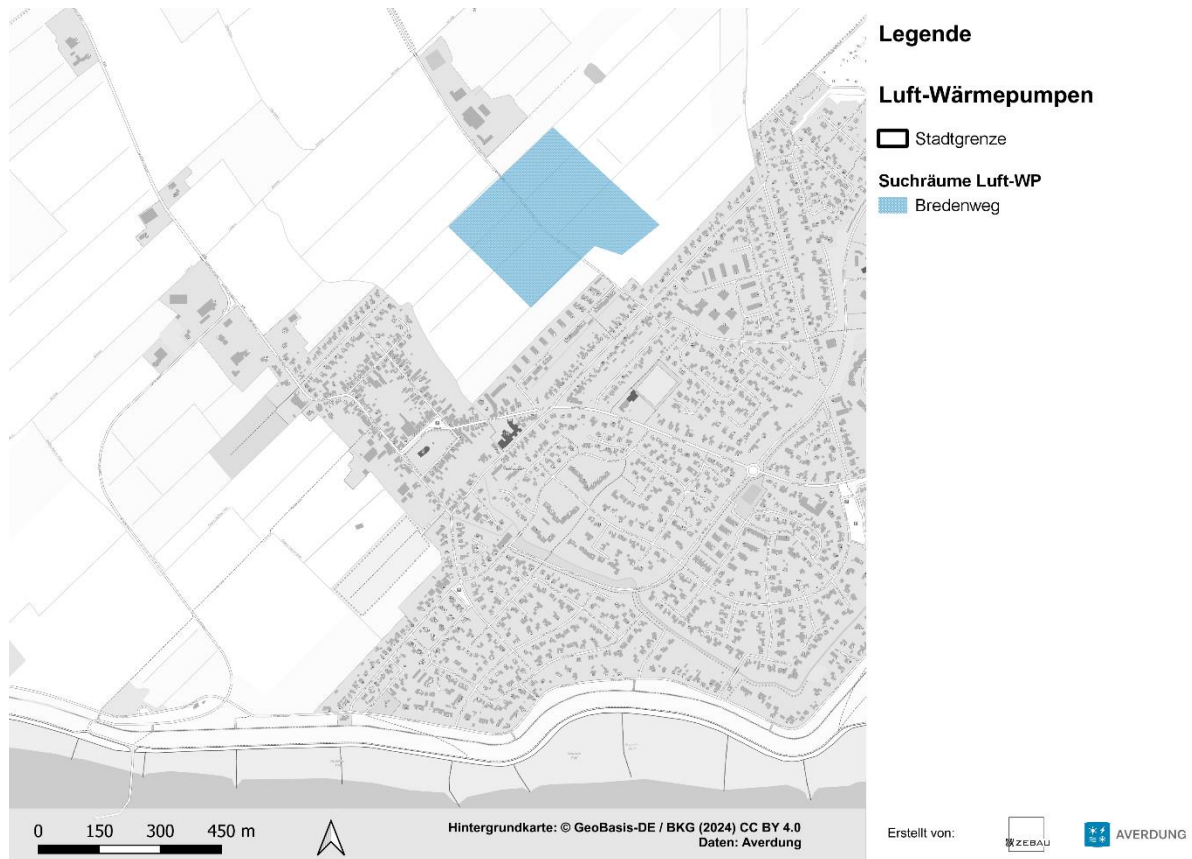 Legende
Luft-Wärmepumpen
Stadtgrenze
Suchräume Luft-WP
Bredenweg
0 150 300 450 m
Hintergrundkarte: © GeoBasis-DE / BKG (2024) CC BY 4.0
Daten: Averdung
Erstellt von:
ZEBAU
AVERDUNG